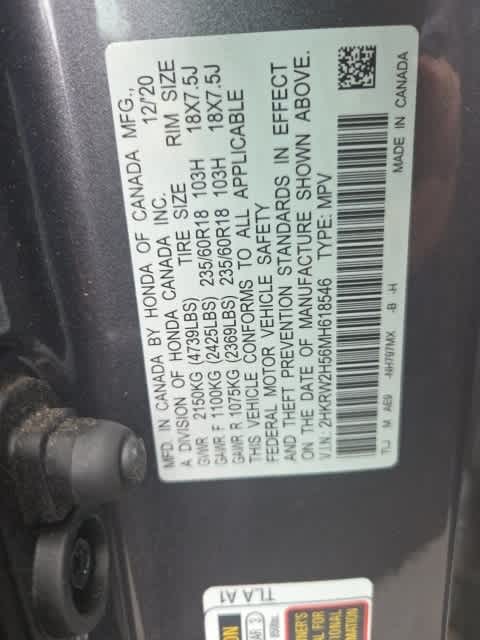 MFD. IN CANADA BY HONDA OF CANADA MFG.,
A DIVISION OF HONDA CANADA INC. 12/'20
TIRE SIZE RIM SIZE
GVWR 2150KG (4739LBS)
GAWR F 1100KG (2425LBS) 235/60R18 103H 18X7.5J
GAWR R 1075KG (2369LBS) 235/60R18 103H 18X7.5J
THIS VEHICLE CONFORMS TO ALL APPLICABLE
FEDERAL MOTOR VEHICLE SAFETY
AND THEFT PREVENTION STANDARDS IN EFFECT
ON THE DATE OF MANUFACTURE SHOWN ABOVE.
V.I.N: 2HKRW2H56MH618546 TYPE: MPV
TLJ M AE9 -NH797MX -B -H
MADE IN CANADA
TLA A1